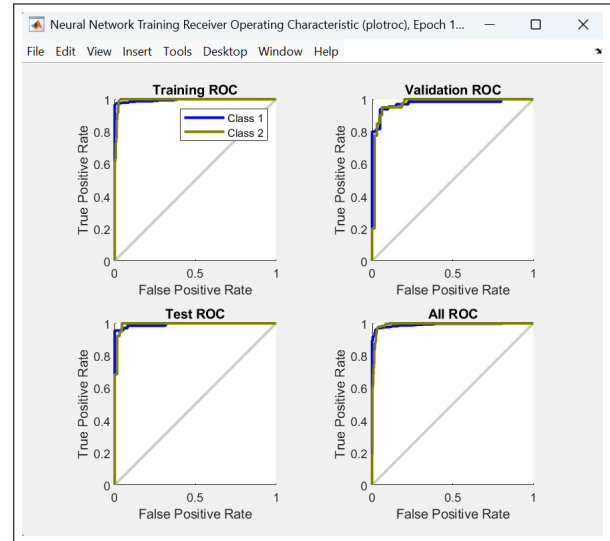 Neural Network Training Receiver Operating Characteristic (plotroc), Epoch 1...
File Edit View Insert Tools Desktop Window Help
Training ROC
1
0.8
0.6
0.4
0.2
0
True Positive Rate
Class 1
Class 2
0 0.5 1
False Positive Rate
Validation ROC
1
0.8
0.6
0.4
0.2
0
True Positive Rate
0 0.5 1
False Positive Rate
Test ROC
1
0.8
0.6
0.4
0.2
0
True Positive Rate
0 0.5 1
False Positive Rate
All ROC
1
0.8
0.6
0.4
0.2
0
True Positive Rate
0 0.5 1
False Positive Rate